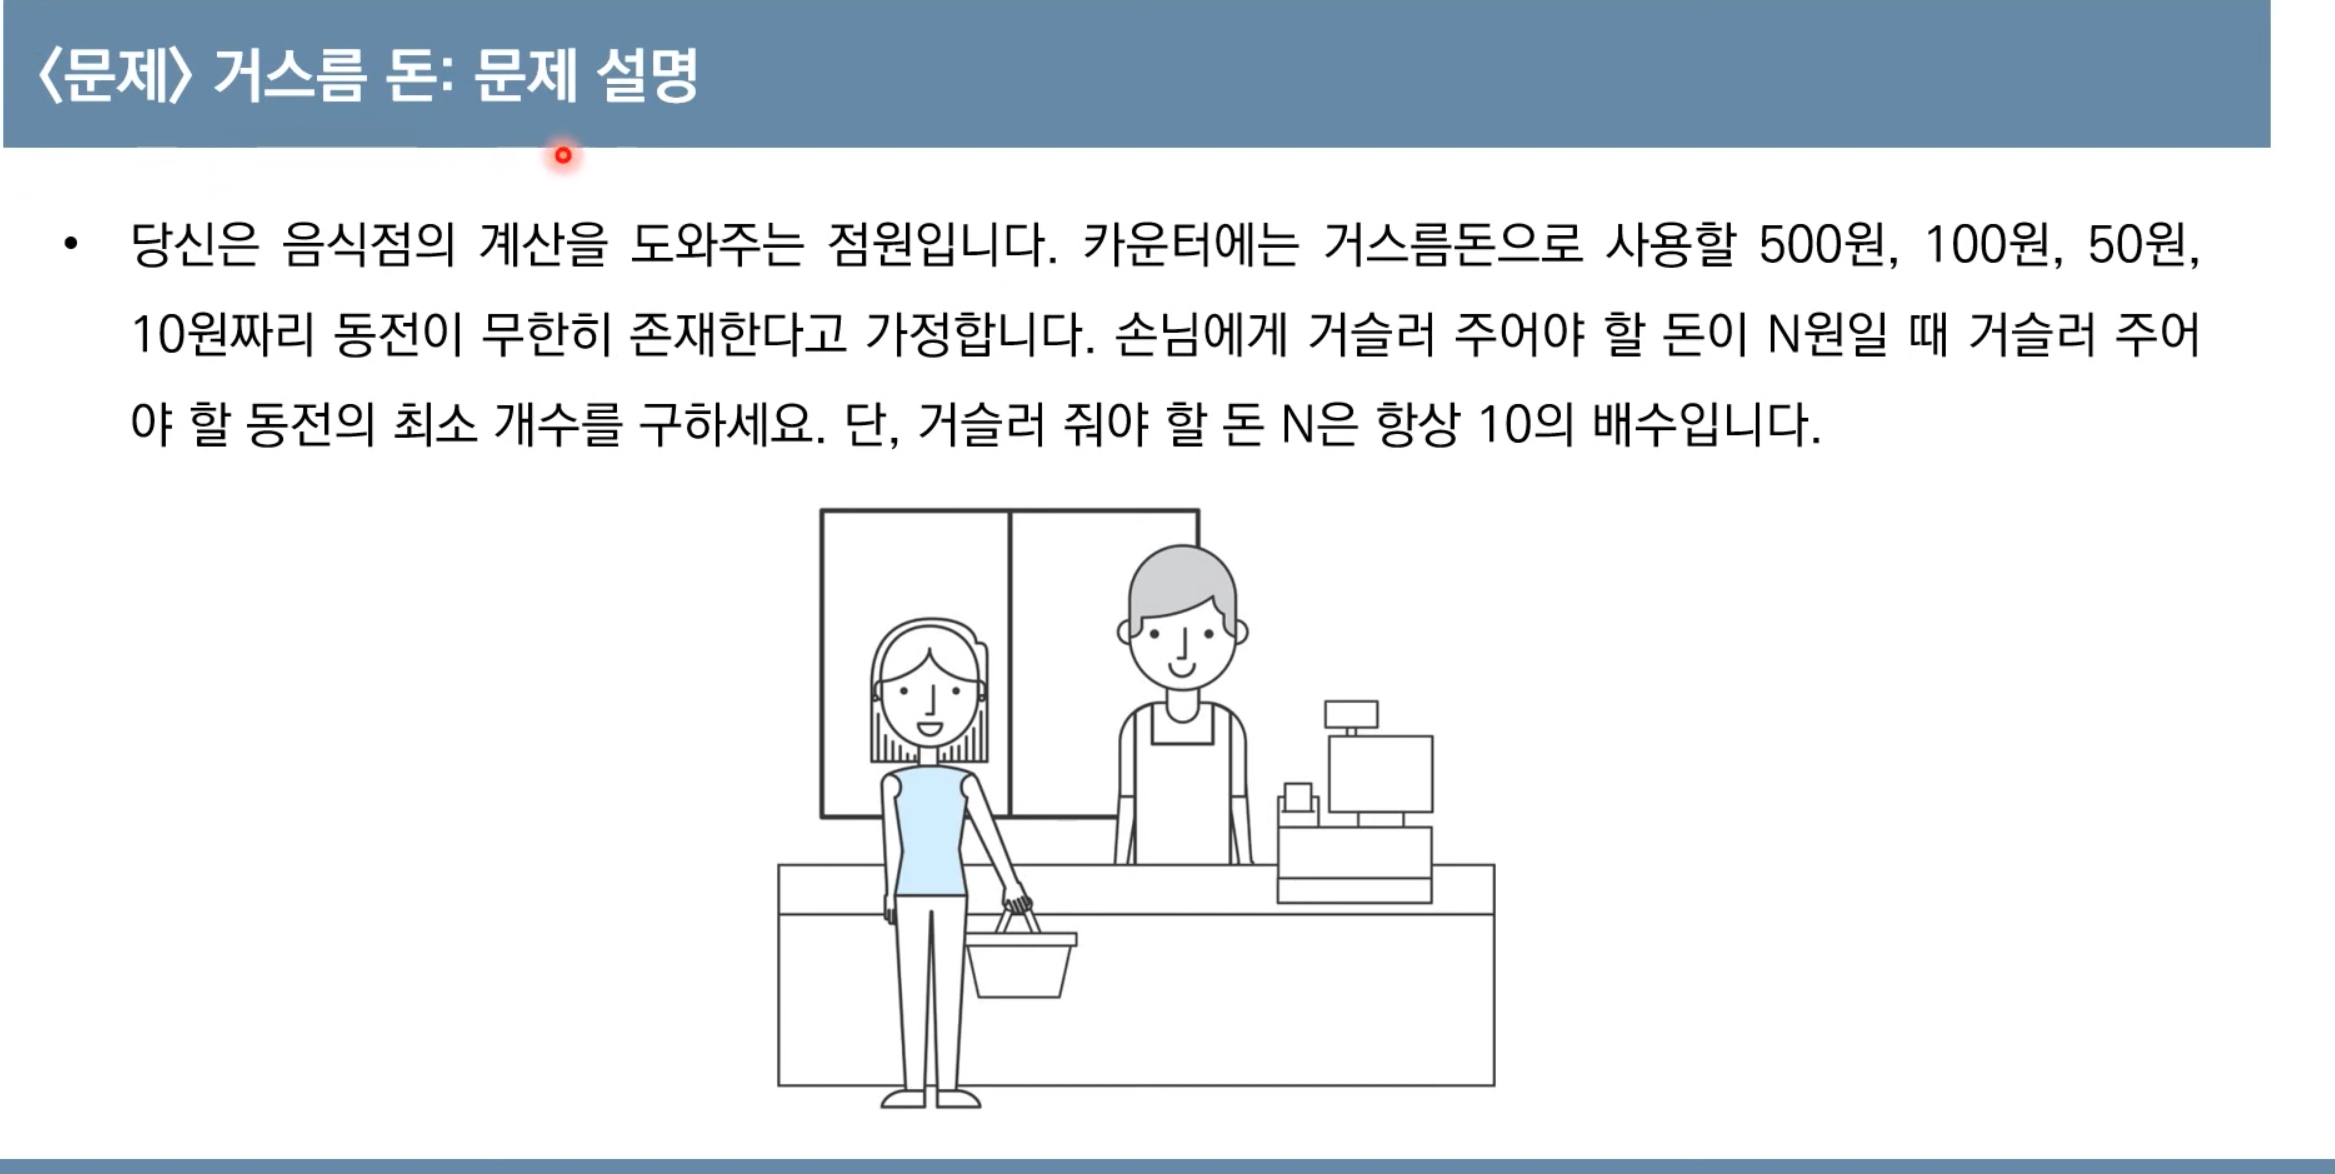 〈문제〉 거스름 돈: 문제 설명
• 당신은 음식점의 계산을 도와주는 점원입니다. 카운터에는 거스름돈으로 사용할 500원, 100원, 50원,
10원짜리 동전이 무한히 존재한다고 가정합니다. 손님에게 거슬러 주어야 할 돈이 N원일 때 거슬러 주어
야 할 동전의 최소 개수를 구하세요. 단, 거슬러 줘야 할 돈 N은 항상 10의 배수입니다.